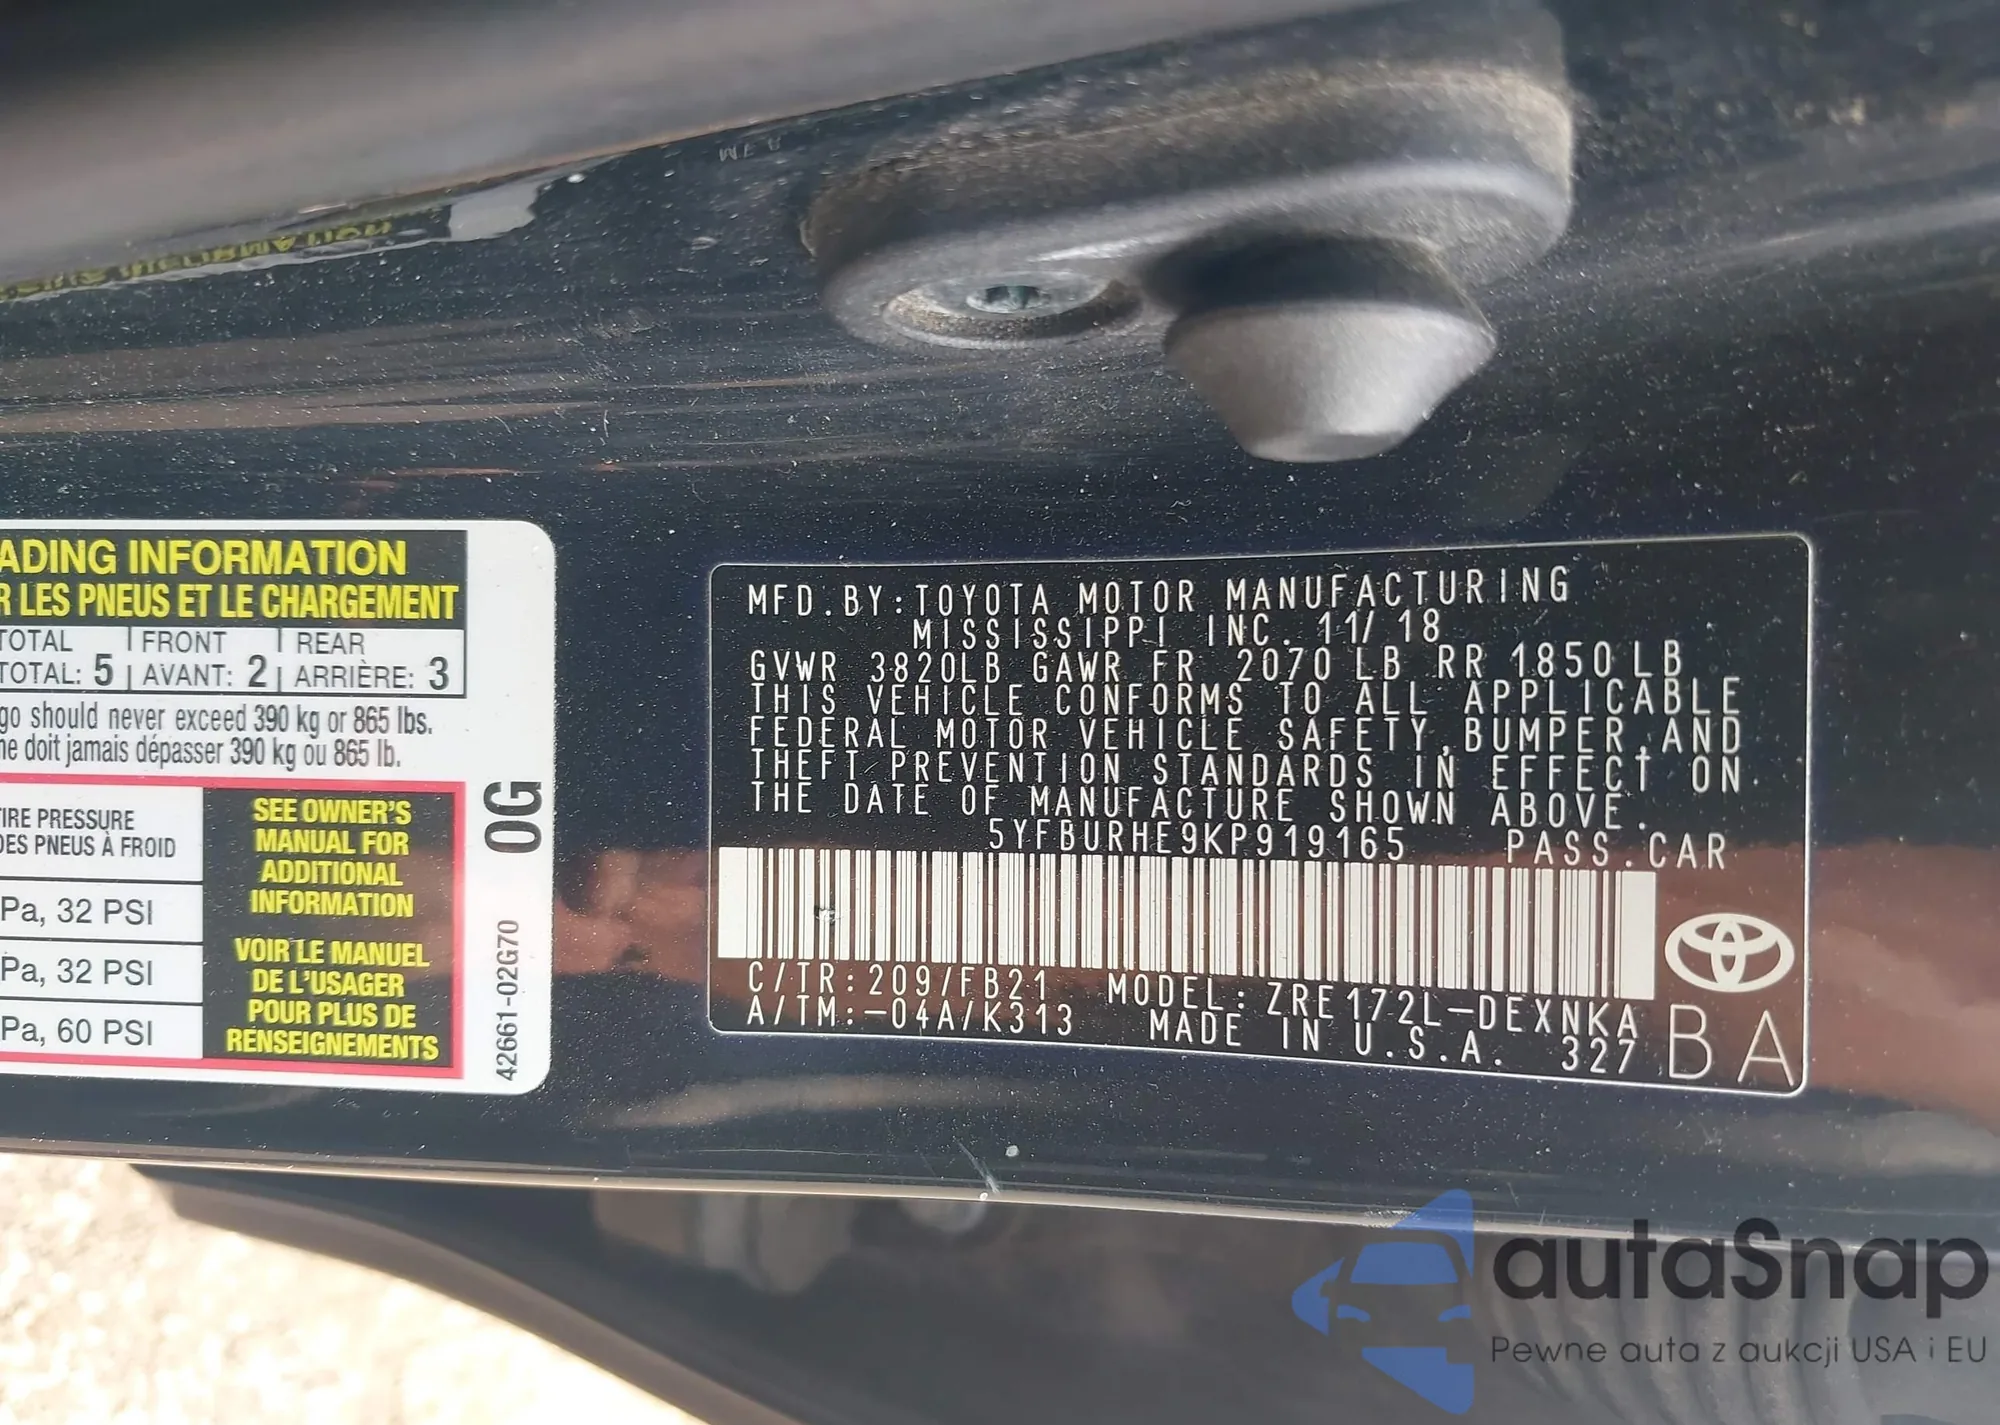 ADING INFORMATION
R LES PNEUS ET LE CHARGEMENT
TOTAL FRONT REAR
TOTAL: 5 AVANT: 2 ARRIÈRE: 3
go should never exceed 390 kg or 865 lbs.
ne doit jamais dépasser 390 kg ou 865 lb.
TIRE PRESSURE
DES PNEUS À FROID
Pa, 32 PSI
Pa, 32 PSI
Pa, 60 PSI
SEE OWNER'S
MANUAL FOR
ADDITIONAL
INFORMATION
VOIR LE MANUEL
DE L'USAGER
POUR PLUS DE
RENSEIGNEMENTS
0G
42661-02G70
MFD.BY:TOYOTA MOTOR MANUFACTURING
MISSISSIPPI INC. 11/18
GVWR 3820LB GAWR FR 2070 LB RR 1850 LB
THIS VEHICLE CONFORMS TO ALL APPLICABLE
FEDERAL MOTOR VEHICLE SAFETY,BUMPER,AND
THEFT PREVENTION STANDARDS IN EFFECT ON
THE DATE OF MANUFACTURE SHOWN ABOVE.
5YFBURHE9KP919165 PASS.CAR
C/TR:209/FB21 MODEL:ZRE172L-DEXNKA
A/TM:-04A/K313 MADE IN U.S.A. 327
BA
autaSnap
Pewne auta z aukcji USA i EU